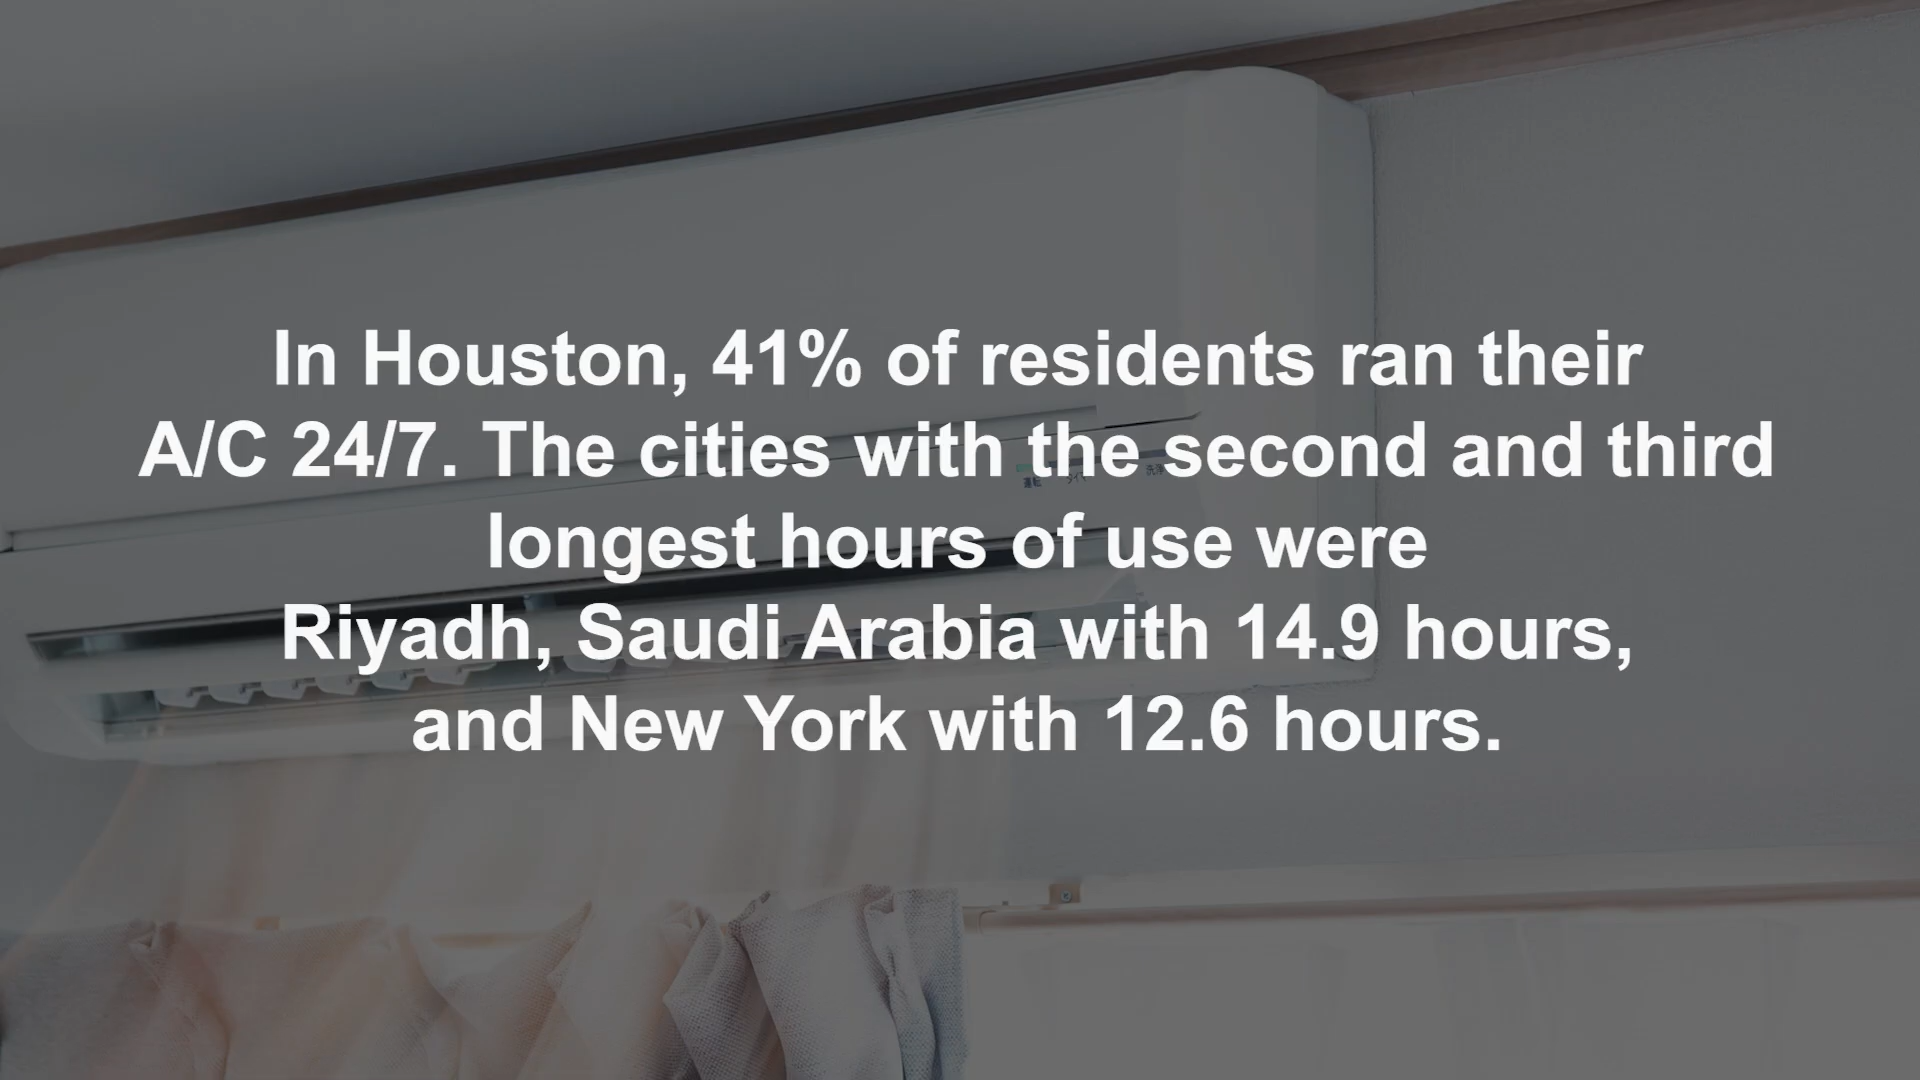 In Houston, 41% of residents ran their
A/C 24/7. The cities with the second and third
longest hours of use were
Riyadh, Saudi Arabia with 14.9 hours,
and New York with 12.6 hours.